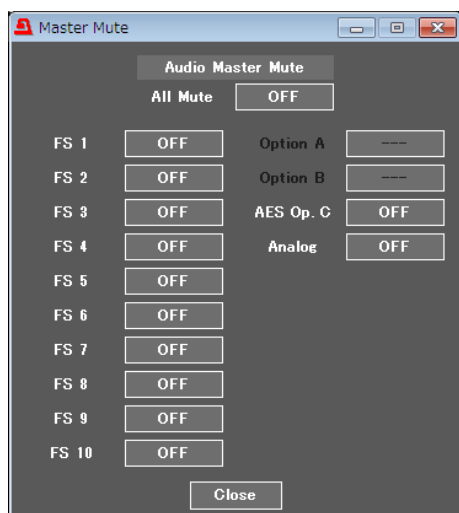 Master Mute
Audio Master Mute
All Mute OFF
FS 1 OFF Option A ---
FS 2 OFF Option B ---
FS 3 OFF AES Op. C OFF
FS 4 OFF Analog OFF
FS 5 OFF
FS 6 OFF
FS 7 OFF
FS 8 OFF
FS 9 OFF
FS 10 OFF
Close